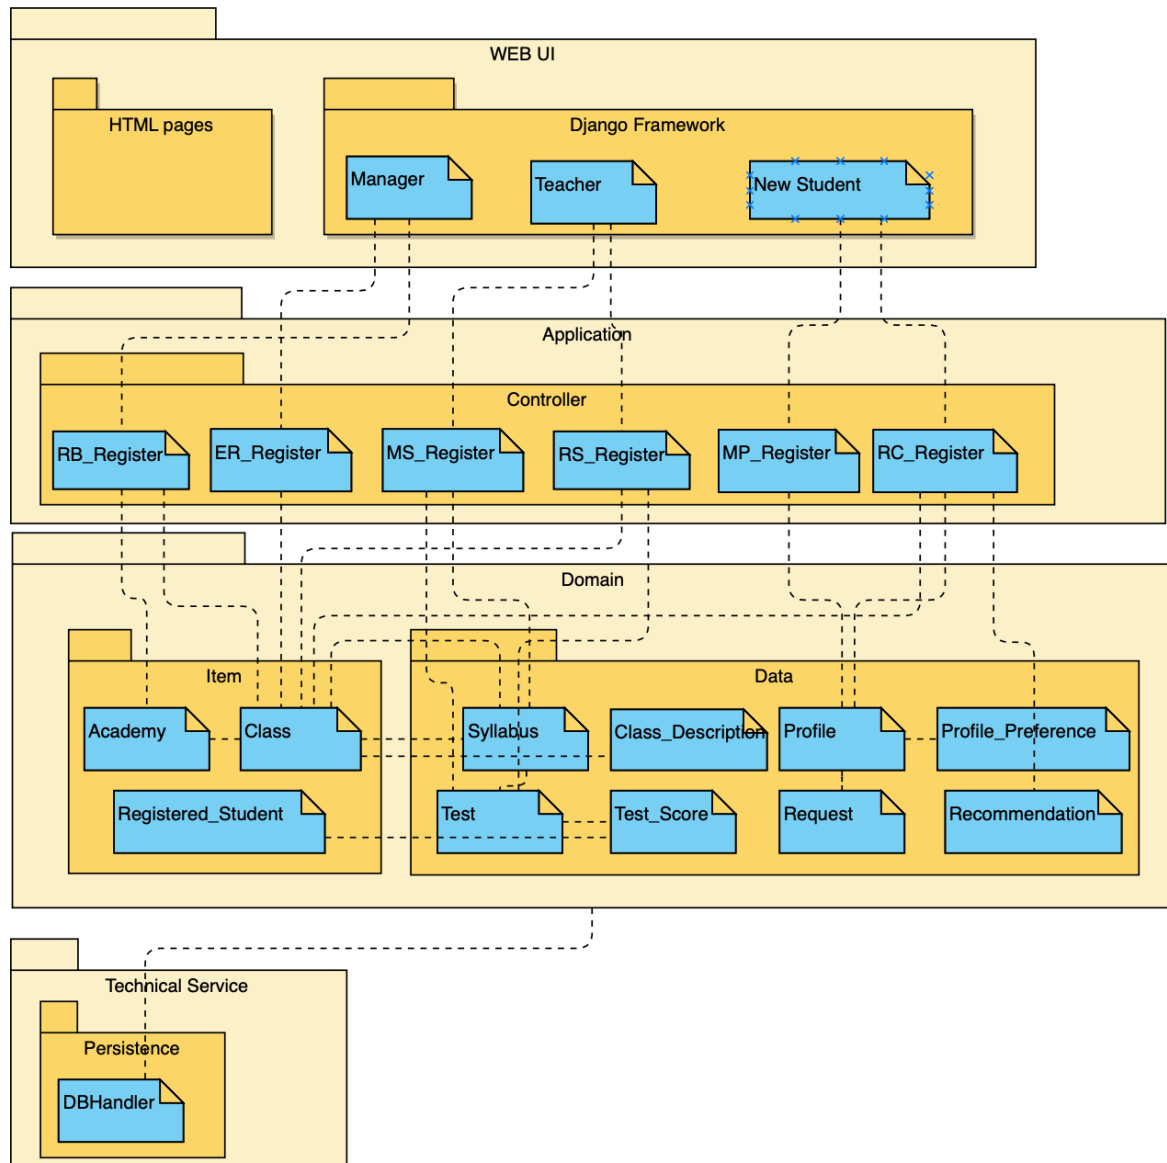 WEB UI
HTML pages
Django Framework
Manager
Teacher
New Student
Application
Controller
RB_Register
ER_Register
MS_Register
RS_Register
MP_Register
RC_Register
Domain
Item
Data
Academy
Class
Syllabus
Class_Description
Profile
Profile_Preference
Registered_Student
Test
Test_Score
Request
Recommendation
Technical Service
Persistence
DBHandler